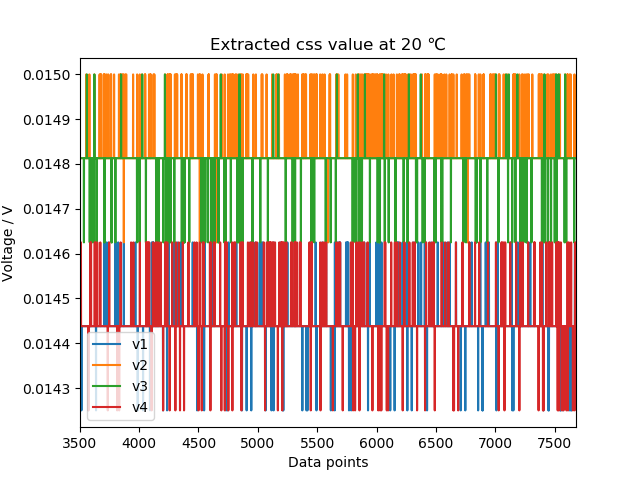 Extracted css value at 20 ℃
Voltage / V
0.0150
0.0149
0.0148
0.0147
0.0146
0.0145
0.0144
0.0143
v1
v2
v3
v4
3500 4000 4500 5000 5500 6000 6500 7000 7500
Data points